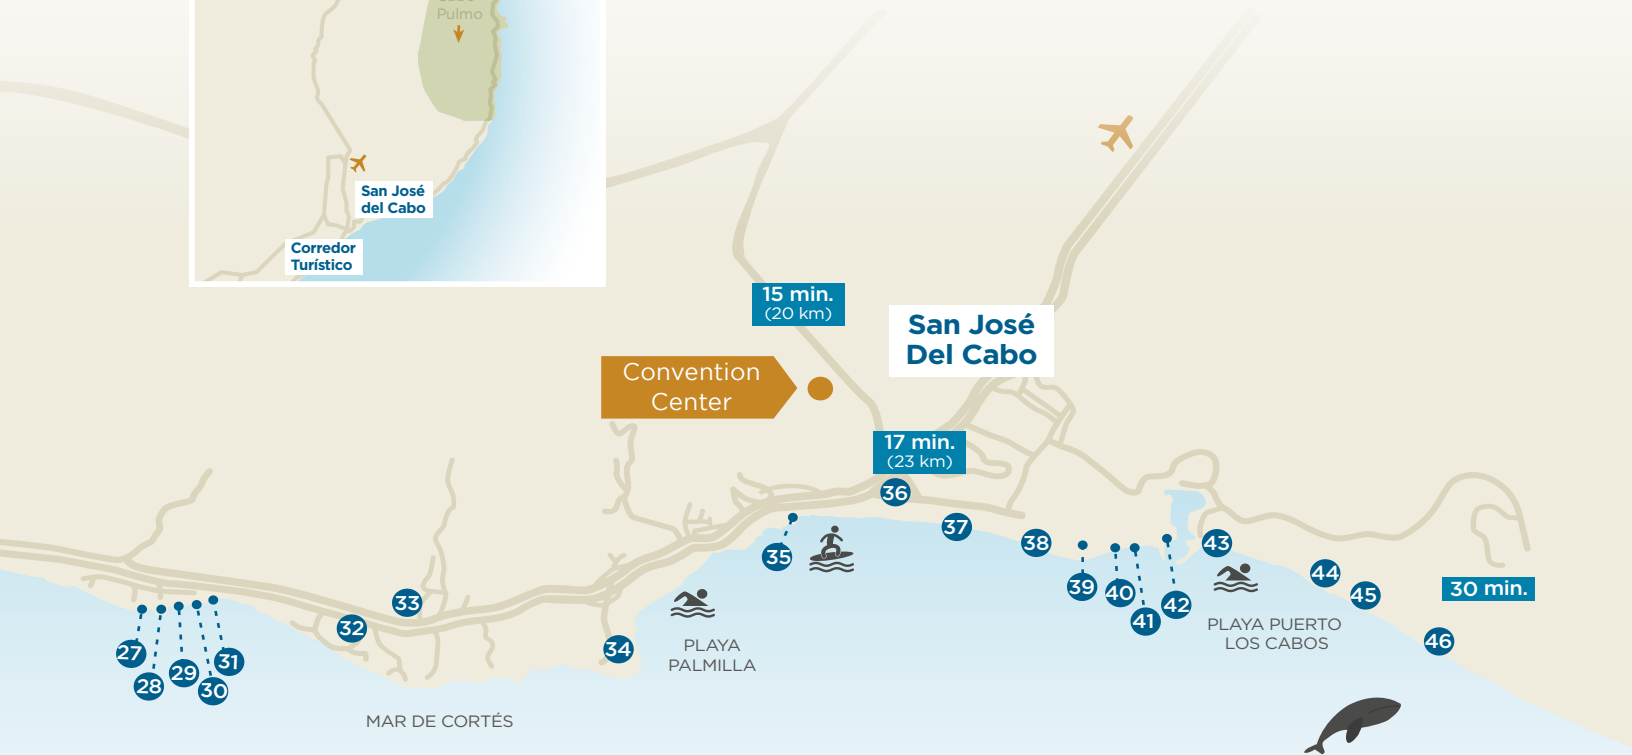 Pulmo
San José
del Cabo
Corredor
Turístico
15 min.
(20 km)
San José
Del Cabo
Convention
Center
17 min.
(23 km)
36
37
35
38
39
40
41
42
43
44
45
46
30 min.
PLAYA PUERTO
LOS CABOS
33
32
34
PLAYA
PALMILLA
27
28
29
30
31
MAR DE CORTÉS